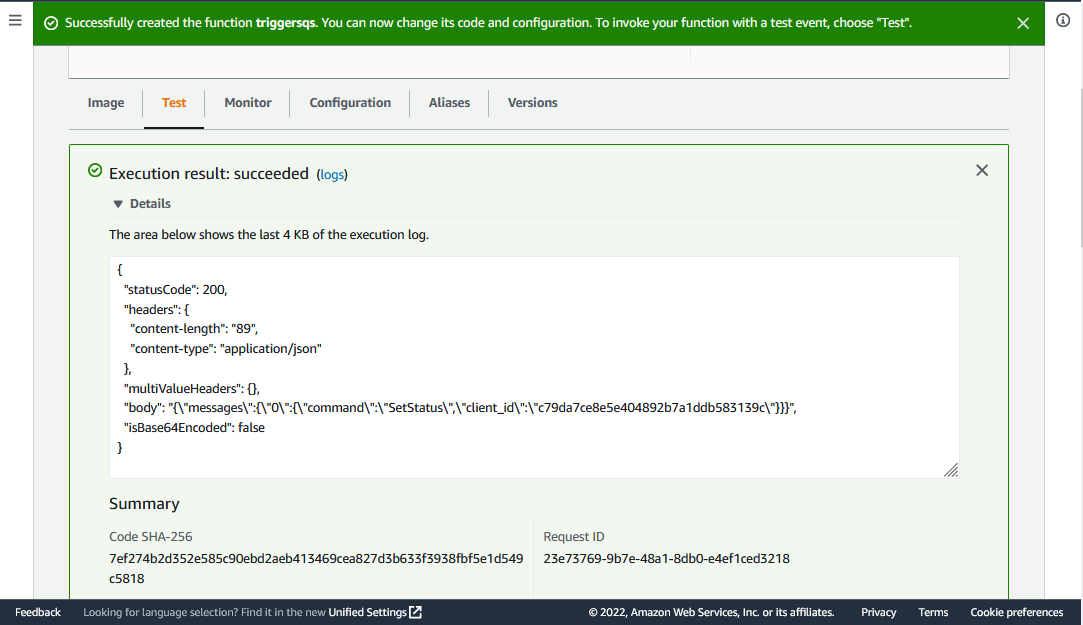 Successfully created the function triggersqs. You can now change its code and configuration. To invoke your function with a test event, choose "Test".
Image
Test
Monitor
Configuration
Aliases
Versions
Execution result: succeeded (logs)
Details
The area below shows the last 4 KB of the execution log.
{
"statusCode": 200,
"headers": {
"content-length": "89",
"content-type": "application/json"
},
"multiValueHeaders": {},
"body": "{\"messages\":{\"0\":{\"command\":\"SetStatus\",\"client_id\":\"c79da7ce8e5e404892b7a1ddb583139c\"}}}",
"isBase64Encoded": false
}
Summary
Code SHA-256
7ef274b2d352e585c90ebd2aeb413469cea827d3b633f3938fbf5e1d549
c5818
Request ID
23e73769-9b7e-48a1-8db0-e4ef1ced3218
Feedback
Looking for language selection? Find it in the new Unified Settings
© 2022, Amazon Web Services, Inc. or its affiliates.
Privacy
Terms
Cookie preferences